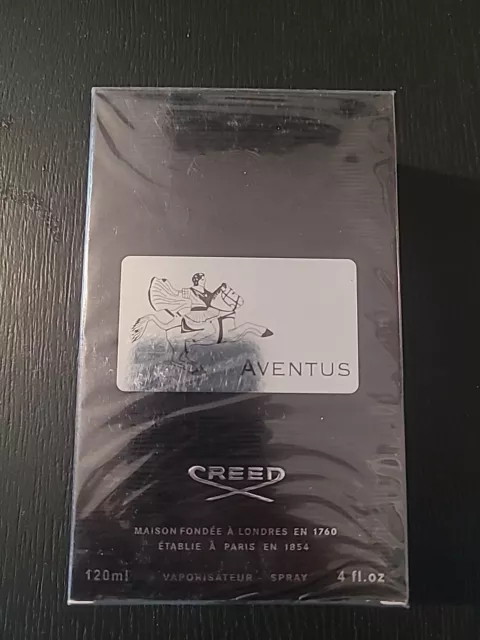 AVENTUS
CREED
MAISON FONDÉE À LONDRES EN 1760
ÉTABLIE À PARIS EN 1854
120ml VAPORISATEUR - SPRAY 4 fl.oz